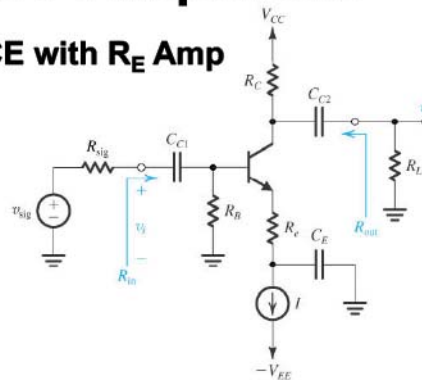 CE with RE Amp
VCC
RC
CC2
CC1
Rsig
RL
vsig
+
−
+
vi
−
RB
Re
CE
Rout
Rin
I
−VEE